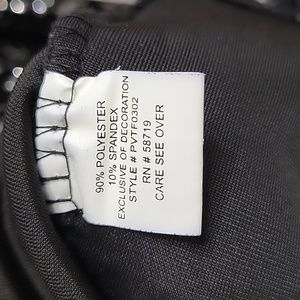 90% POLYESTER
10% SPANDEX
EXCLUSIVE OF DECORATION
STYLE # PVTF0302
RN # 58719
CARE SEE OVER